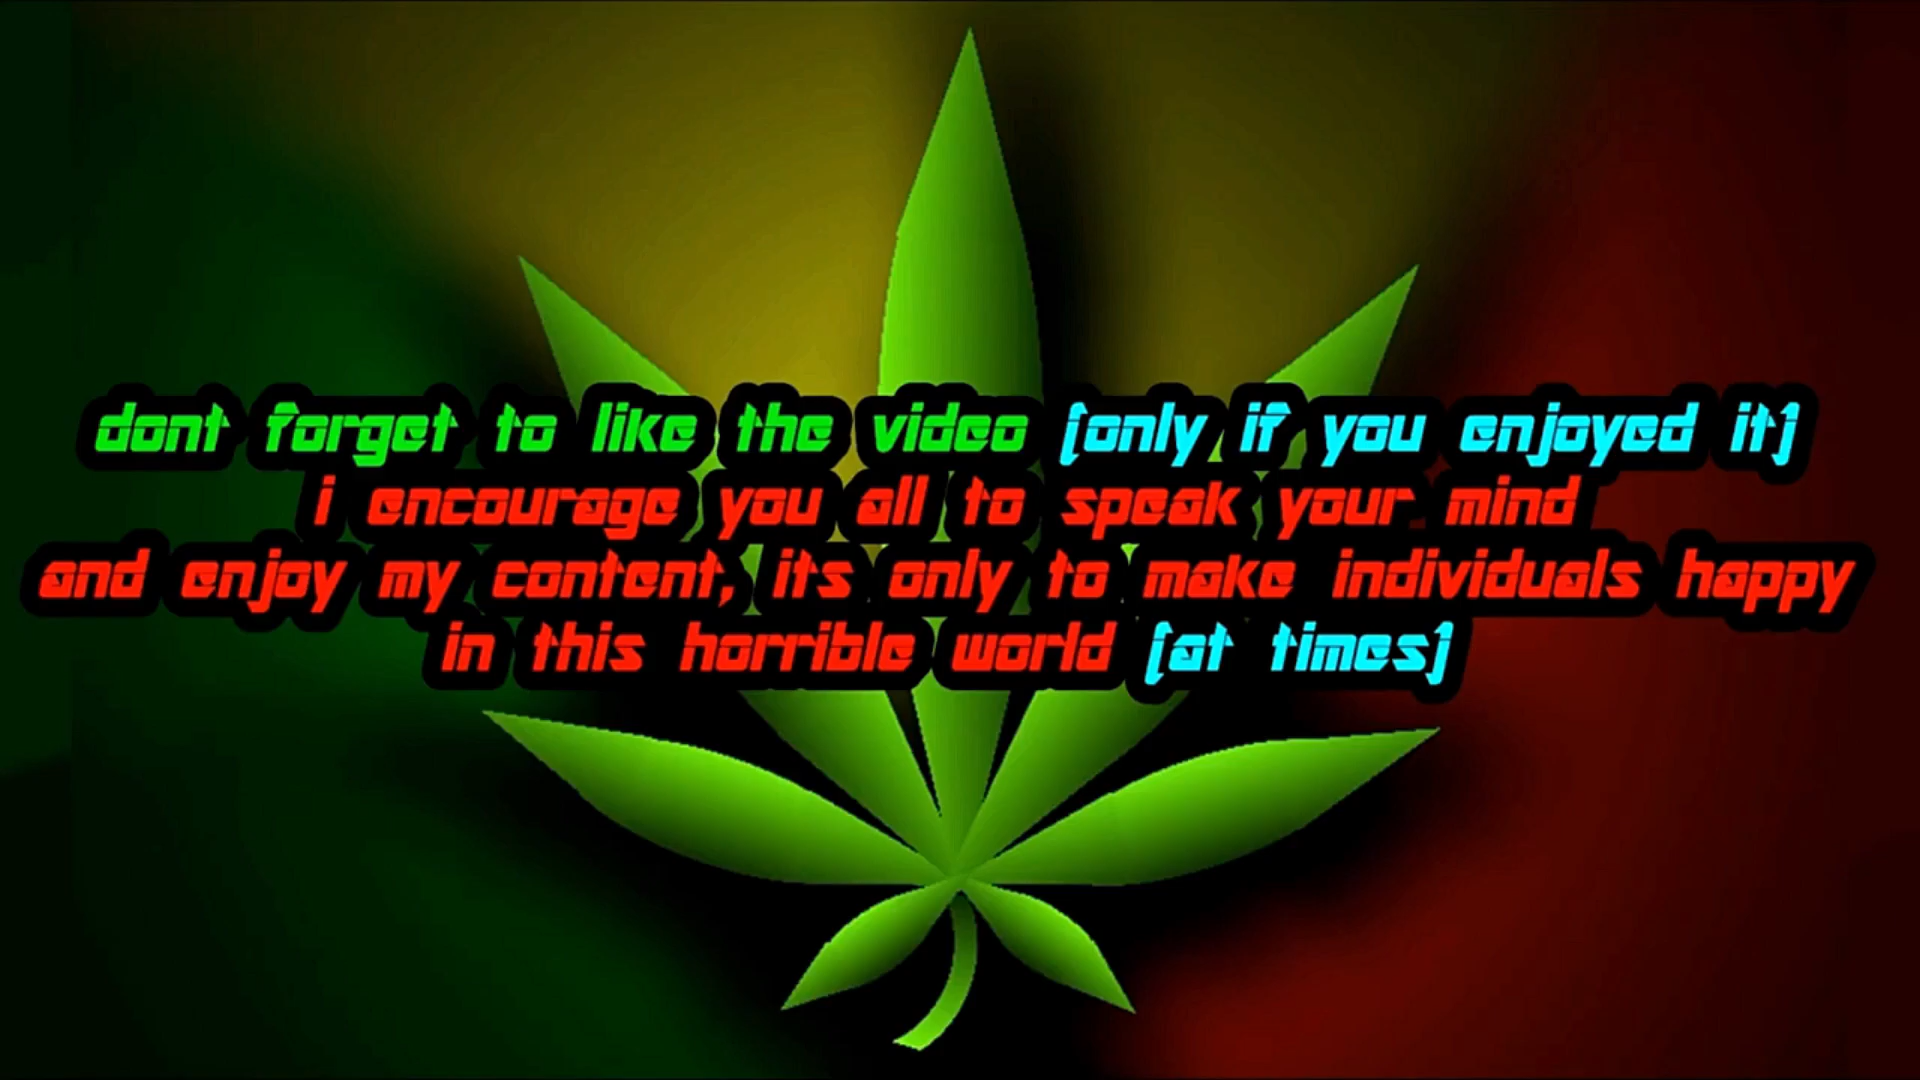 dont forget to like the video (only if you enjoyed it)
i encourage you all to speak your mind
and enjoy my content, its only to make individuals happy
in this horrible world (at times)